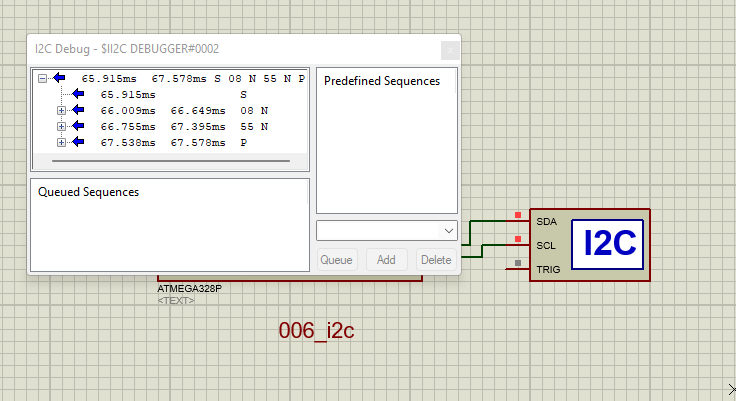 I2C Debug - $II2C DEBUGGER#0002
65.915ms 67.578ms S 08 N 55 N P
65.915ms S
66.009ms 66.649ms 08 N
66.755ms 67.395ms 55 N
67.538ms 67.578ms P
Predefined Sequences
Queued Sequences
Queue Add Delete
SDA
SCL
TRIG
I2C
ATMEGA328P
<TEXT>
006_i2c